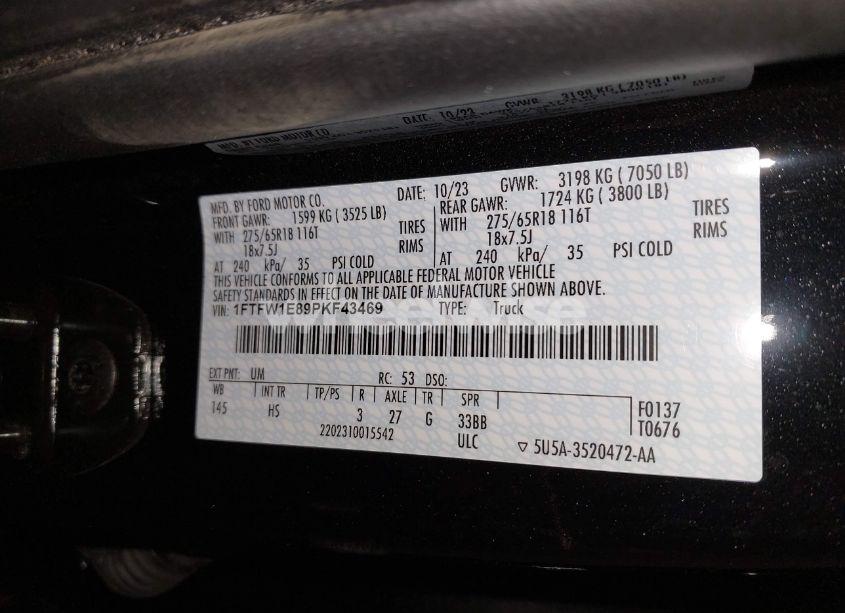 MFD. BY FORD MOTOR CO. DATE: 10/23 GVWR: 3198 KG ( 7050 LB)
FRONT GAWR: 1599 KG ( 3525 LB) REAR GAWR: 1724 KG ( 3800 LB)
WITH 275/65R18 116T TIRES WITH 275/65R18 116T TIRES
18x7.5J RIMS 18x7.5J RIMS
AT 240 kPa/ 35 PSI COLD AT 240 kPa/ 35 PSI COLD
THIS VEHICLE CONFORMS TO ALL APPLICABLE FEDERAL MOTOR VEHICLE
SAFETY STANDARDS IN EFFECT ON THE DATE OF MANUFACTURE SHOWN ABOVE.
VIN: 1FTFW1E89PKF43469 TYPE: Truck
EXT PNT: UM RC: 53 DSO:
WB INT TR TP/PS R AXLE TR SPR
145 HS 3 27 G 33BB F0137
2202310015542 ULC T0676
▽ 5U5A-3520472-AA